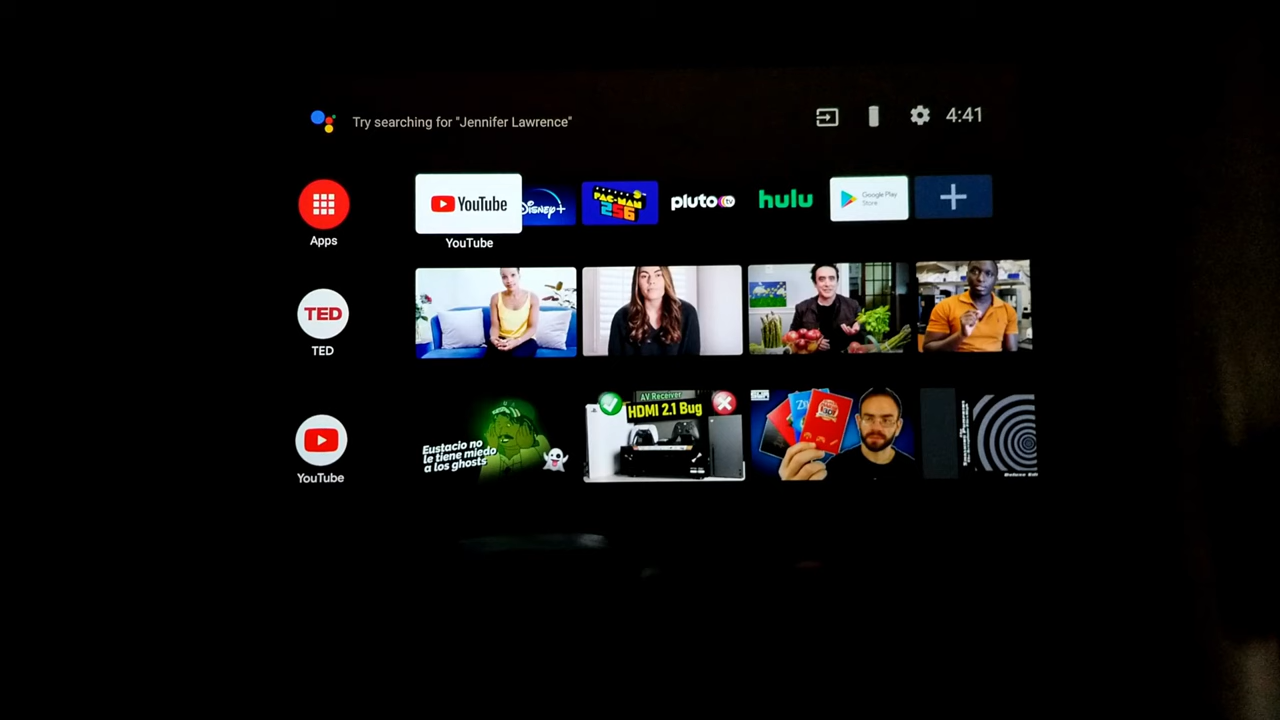 Try searching for "Jennifer Lawrence"
4:41
Apps
YouTube
Disney+
PAC-MAN
256
pluto tv
hulu
Google Play
Store
YouTube
TED
TED
YouTube
Eustacio no
le tiene miedo
a los ghosts
AV Receiver
HDMI 2.1 Bug